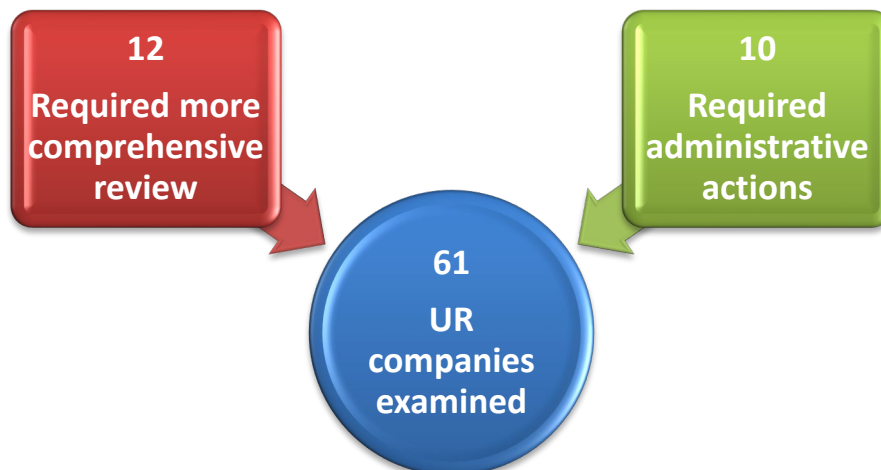 12
Required more
comprehensive
review
10
Required
administrative
actions
61
UR
companies
examined